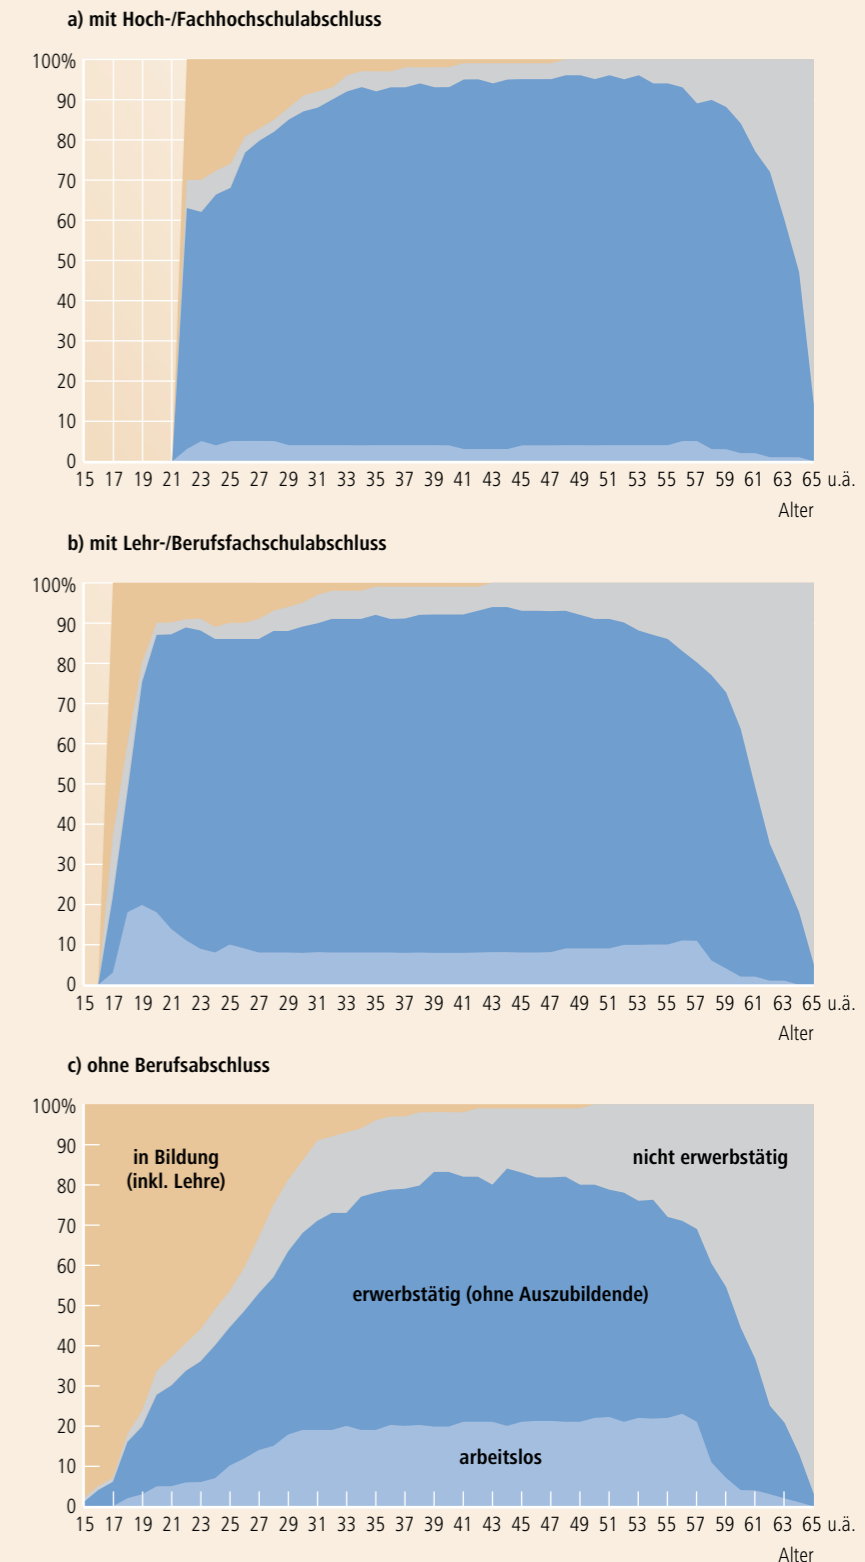 a) mit Hoch-/Fachhochschulabschluss
100%
90
80
70
60
50
40
30
20
10
0
15 17 19 21 23 25 27 29 31 33 35 37 39 41 43 45 47 49 51 53 55 57 59 61 63 65 u.ä.
Alter
b) mit Lehr-/Berufsfachschulabschluss
100%
90
80
70
60
50
40
30
20
10
0
15 17 19 21 23 25 27 29 31 33 35 37 39 41 43 45 47 49 51 53 55 57 59 61 63 65 u.ä.
Alter
c) ohne Berufsabschluss
100%
90
80
70
60
50
40
30
20
10
0
in Bildung
(inkl. Lehre)
nicht erwerbstätig
erwerbstätig (ohne Auszubildende)
arbeitslos
15 17 19 21 23 25 27 29 31 33 35 37 39 41 43 45 47 49 51 53 55 57 59 61 63 65 u.ä.
Alter